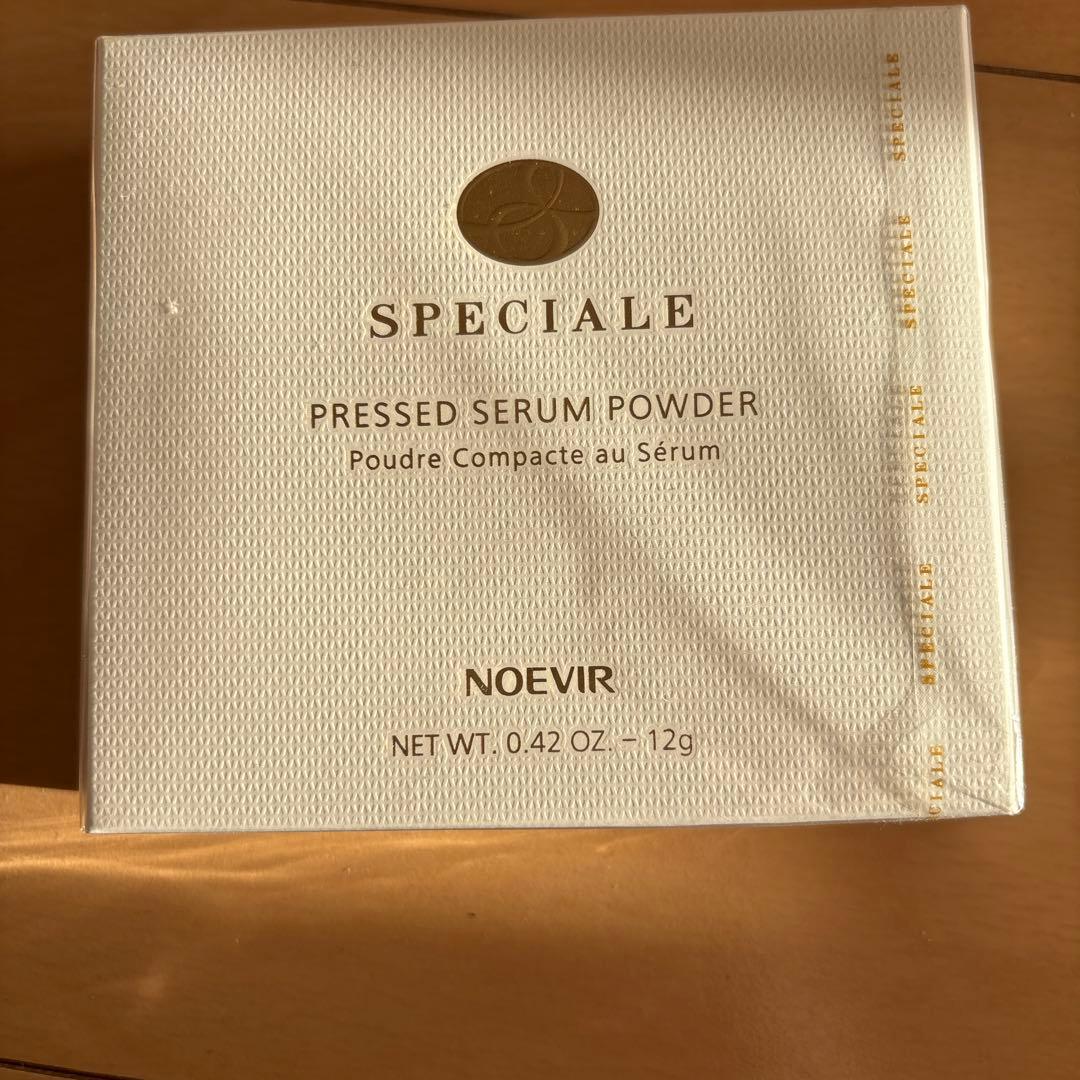 SPECIALE
PRESSED SERUM POWDER
Poudre Compacte au Sérum
NOEVIR
NET WT. 0.42 OZ. – 12g
SPECIALE
SPECIALE
SPECIALE
SPECIALE
CIALE